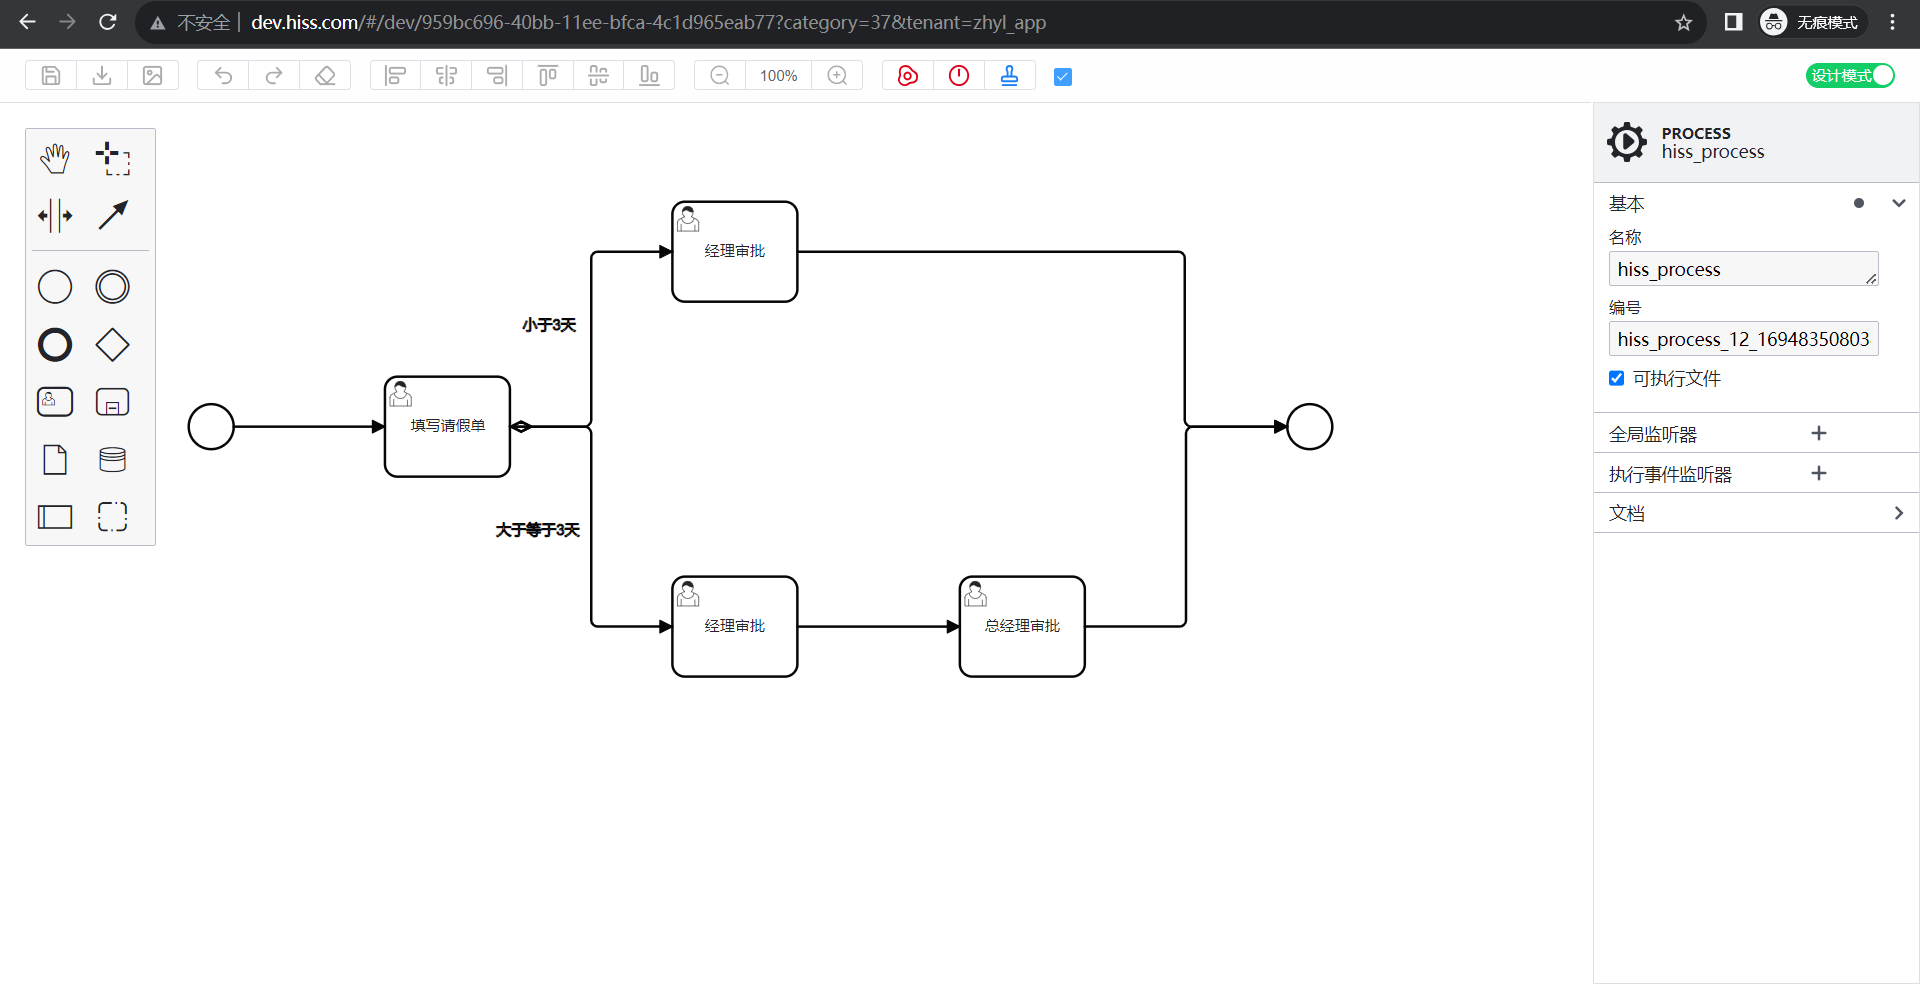 不安全
dev.hiss.com/#/dev/959bc696-40bb-11ee-bfca-4c1d965eab77?category=37&tenant=zhyl_app
无痕模式
100%
设计模式
PROCESS
hiss_process
基本
名称
hiss_process
编号
hiss_process_12_16948350803
可执行文件
全局监听器
执行事件监听器
文档
经理审批
小于3天
填写请假单
大于等于3天
经理审批
总经理审批